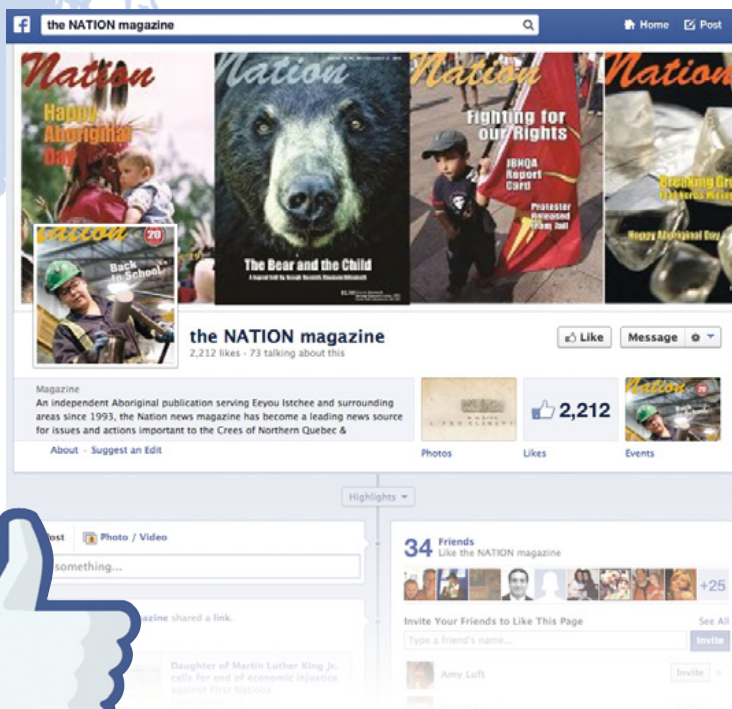 the NATION magazine
Home
Post
Nation
Happy
Aboriginal
Day
Nation
The Bear and the Child
Nation
Fighting for
our Rights
JBNQA
Report
Card
Protester
Released
from Jail
Nation
Happy Aboriginal Day
Nation
20
Back
to School
the NATION magazine
2,212 likes · 73 talking about this
Like
Message
Magazine
An independent Aboriginal publication serving Eeyou Istchee and surrounding
areas since 1993, the Nation news magazine has become a leading news source
for issues and actions important to the Crees of Northern Quebec &
About · Suggest an Edit
Photos
2,212
Likes
Nation
20
Events
Highlights
Photo / Video
something...
shared a link.
Daughter of Martin Luther King Jr.
calls for end of economic injustice
against First Nations
34 Friends
Like the NATION magazine
+25
Invite Your Friends to Like This Page
See All
Type a friend's name...
Invite
Amy Luft
Invite